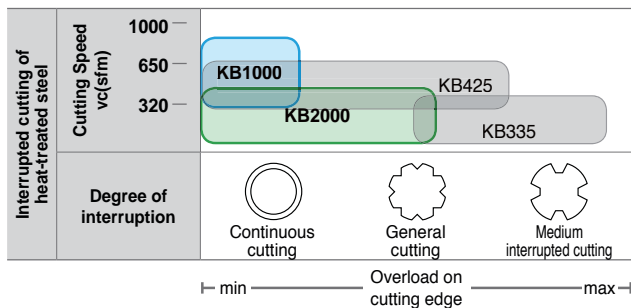 Interrupted cutting of
heat-treated steel
Cutting Speed
vc(sfm)
1000
650
320
KB1000
KB425
KB2000
KB335
Degree of
interruption
Continuous
cutting
General
cutting
Medium
interrupted cutting
min
Overload on
cutting edge
max